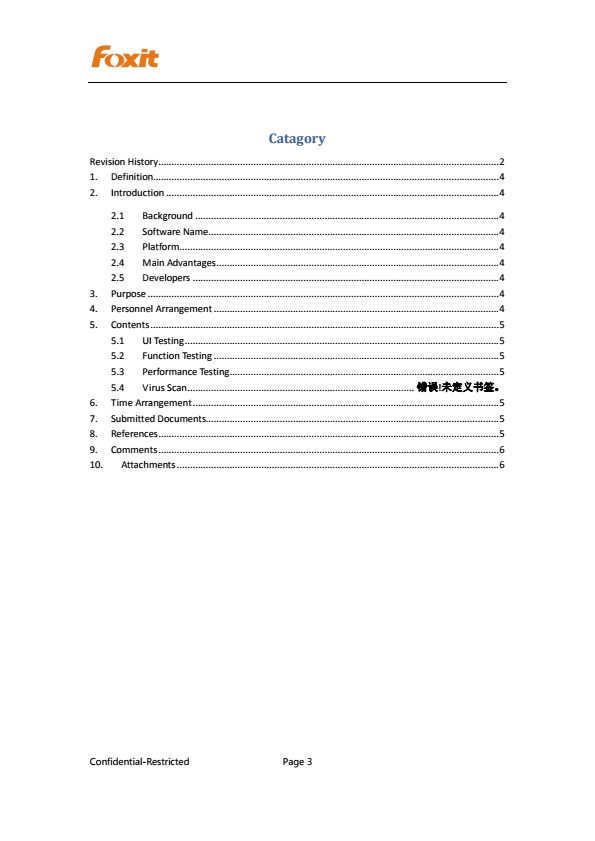 Foxit
Catagory
Revision History........................................2
1. Definition........................................4
2. Introduction........................................4
2.1 Background........................................4
2.2 Software Name........................................4
2.3 Platform........................................4
2.4 Main Advantages........................................4
2.5 Developers........................................4
3. Purpose........................................4
4. Personnel Arrangement........................................4
5. Contents........................................5
5.1 UI Testing........................................5
5.2 Function Testing........................................5
5.3 Performance Testing........................................5
5.4 Virus Scan........................................错误!未定义书签。
6. Time Arrangement........................................5
7. Submitted Documents........................................5
8. References........................................5
9. Comments........................................6
10. Attachments........................................6
Confidential-Restricted Page 3